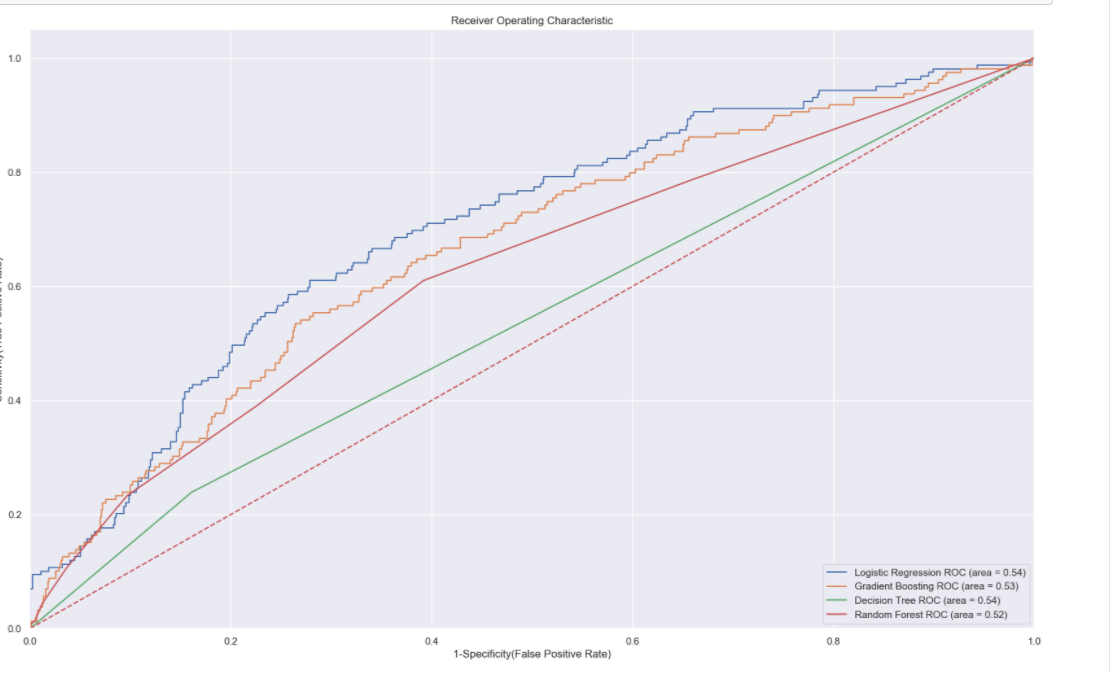 Receiver Operating Characteristic
1.0
0.8
0.6
0.4
0.2
0.0
Logistic Regression ROC (area = 0.54)
Gradient Boosting ROC (area = 0.53)
Decision Tree ROC (area = 0.54)
Random Forest ROC (area = 0.52)
0.0 0.2 0.4 0.6 0.8 1.0
1-Specificity(False Positive Rate)